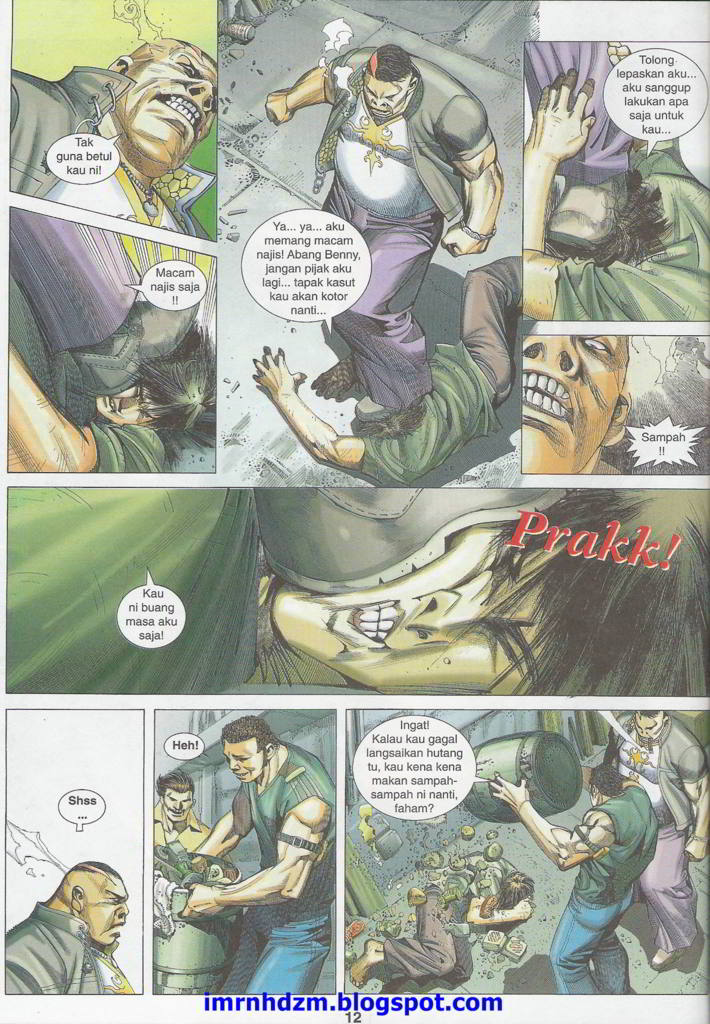 Tak
guna betul
kau ni!
Ya... ya... aku
memang macam
najis! Abang Benny,
jangan pijak aku
lagi... tapak kasut
kau akan kotor
nanti...
Tolong
lepaskan aku...
aku sanggup
lakukan apa
saja untuk
kau...
Macam
najis saja
!!
Sampah
!!
Prakk!
Kau
ni buang
masa aku
saja!
Shss
...
Heh!
Ingat!
Kalau kau gagal
langsaikan hutang
tu, kau kena kena
makan sampah-
sampah ni nanti,
faham?
imrnhdzm.blogspot.com
12